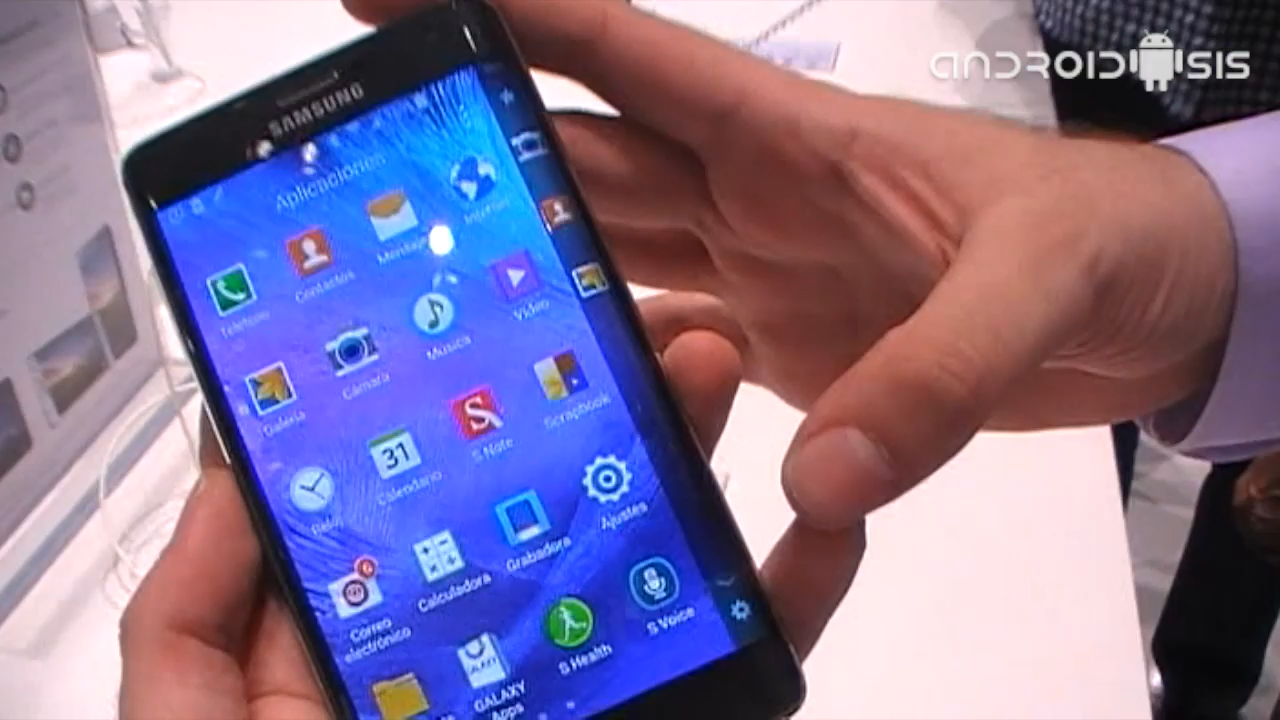 ANDROIDSIS
SAMSUNG
Aplicaciones
Teléfono
Contactos
Internet
Galería
Cámara
Música
Vídeo
Reloj
31
Calendario
S
S Note
Scrapbook
6
Correo
electrónico
Calculadora
Grabadora
Ajustes
GALAXY
Apps
S Health
S Voice